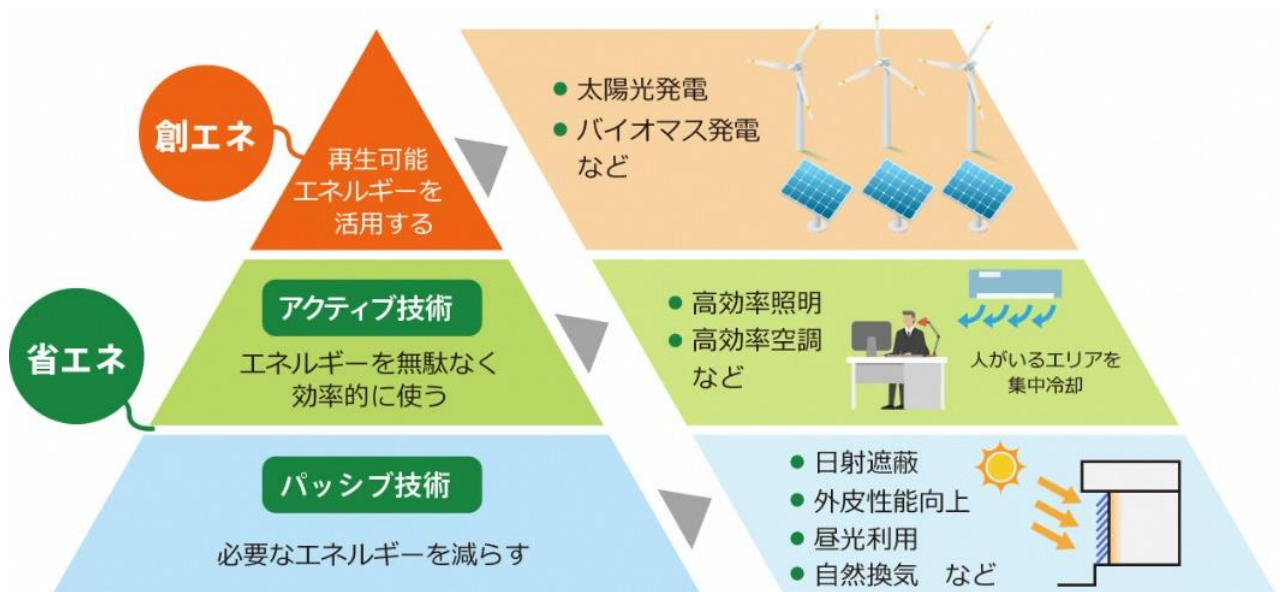 創エネ
再生可能
エネルギーを
活用する
太陽光発電
バイオマス発電
など
省エネ
アクティブ技術
エネルギーを無駄なく
効率的に使う
高効率照明
高効率空調
など
人がいるエリアを
集中冷却
パッシブ技術
必要なエネルギーを減らす
日射遮蔽
外皮性能向上
昼光利用
自然換気 など